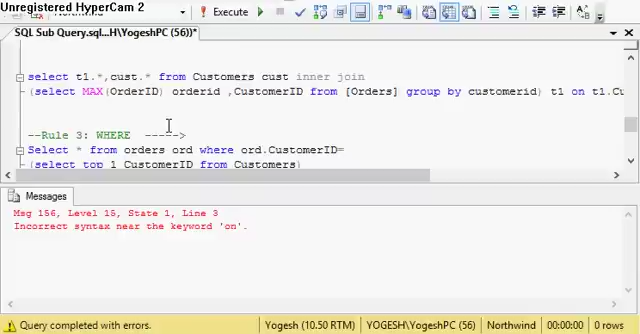 Unregistered HyperCam 2
Execute
SQL Sub Query.sql...H\YogeshPC (56))*
select t1.*,cust.* from Customers cust inner join
(select MAX(OrderID) orderid ,CustomerID from [Orders] group by customerid) t1 on t1.Cu
--Rule 3: WHERE ----->
Select * from orders ord where ord.CustomerID=
(select top 1 CustomerID from Customers)
Messages
Msg 156, Level 15, State 1, Line 3
Incorrect syntax near the keyword 'on'.
Query completed with errors.
Yogesh (10.50 RTM)
YOGESH\YogeshPC (56)
Northwind
00:00:00
0 rows